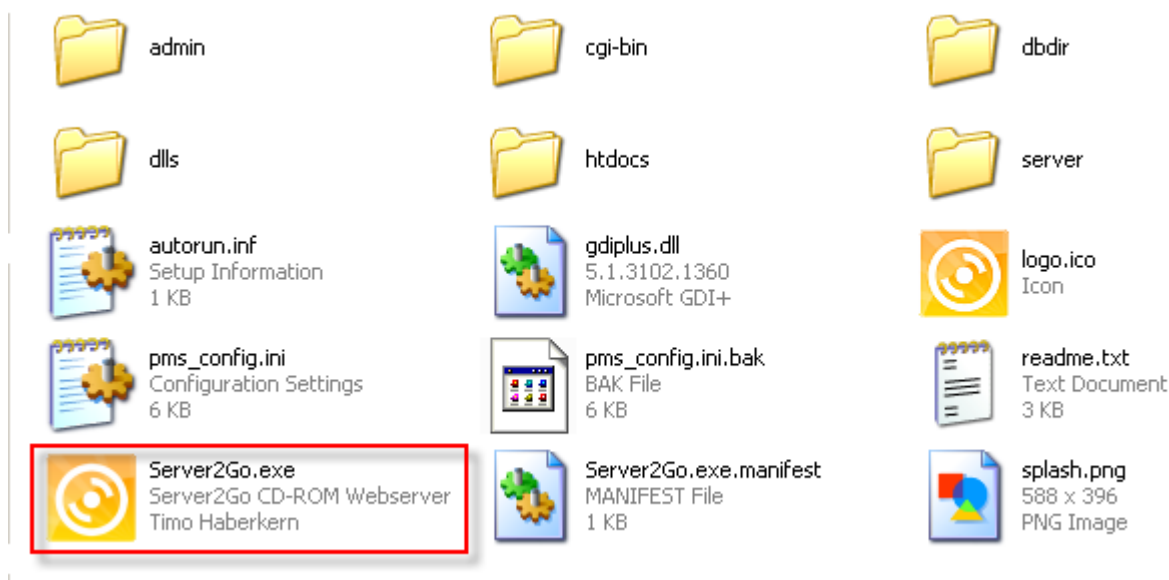 admin
cgi-bin
dbdir
dlls
htdocs
server
autorun.inf
Setup Information
1 KB
gdiplus.dll
5.1.3102.1360
Microsoft GDI+
logo.ico
Icon
pms_config.ini
Configuration Settings
6 KB
pms_config.ini.bak
BAK File
6 KB
readme.txt
Text Document
3 KB
Server2Go.exe
Server2Go CD-ROM Webserver
Timo Haberkern
Server2Go.exe.manifest
MANIFEST File
1 KB
splash.png
588 x 396
PNG Image